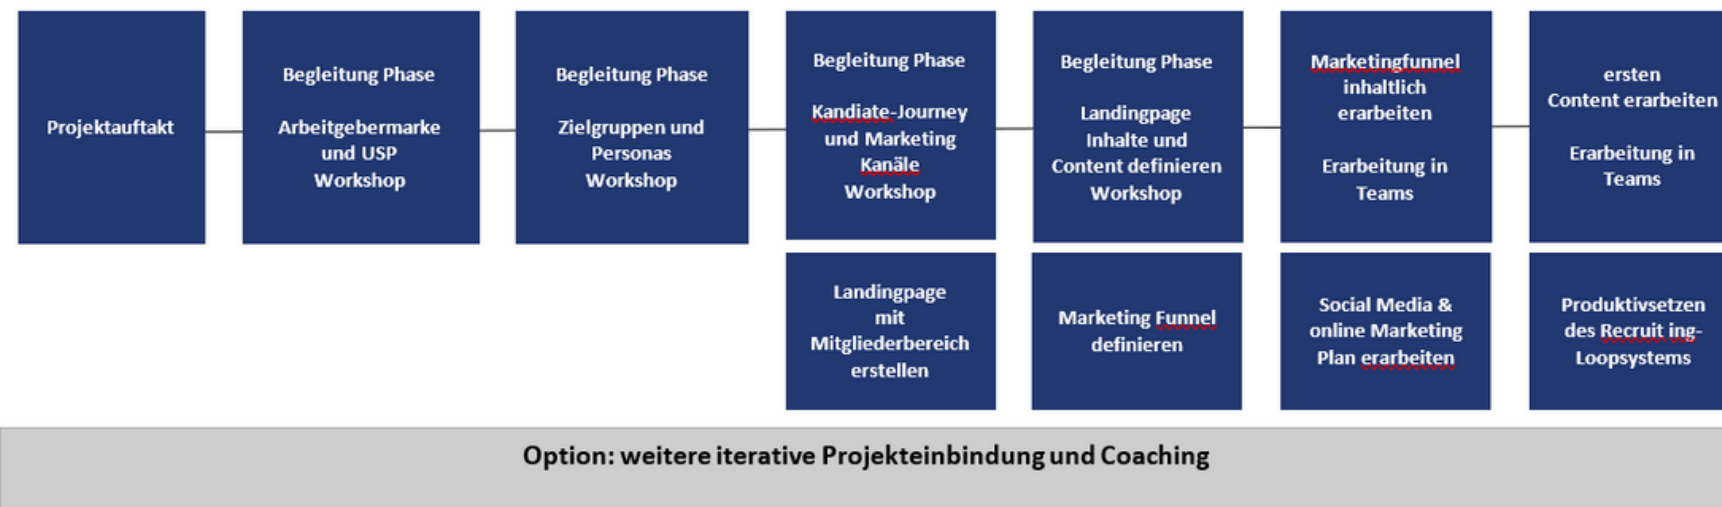 Projektauftakt
Begleitung Phase
Arbeitgebermarke
und USP
Workshop
Begleitung Phase
Zielgruppen und
Personas
Workshop
Begleitung Phase
Kandiate-Journey
und Marketing
Kanäle
Workshop
Begleitung Phase
Landingpage
Inhalte und
Content definieren
Workshop
Marketingfunnel
inhaltlich
erarbeiten
Erarbeitung in
Teams
ersten
Content erarbeiten
Erarbeitung in
Teams
Landingpage
mit
Mitgliederbereich
erstellen
Marketing Funnel
definieren
Social Media &
online Marketing
Plan erarbeiten
Produktivsetzen
des Recruit ing-
Loopsystems
Option: weitere iterative Projekteinbindung und Coaching